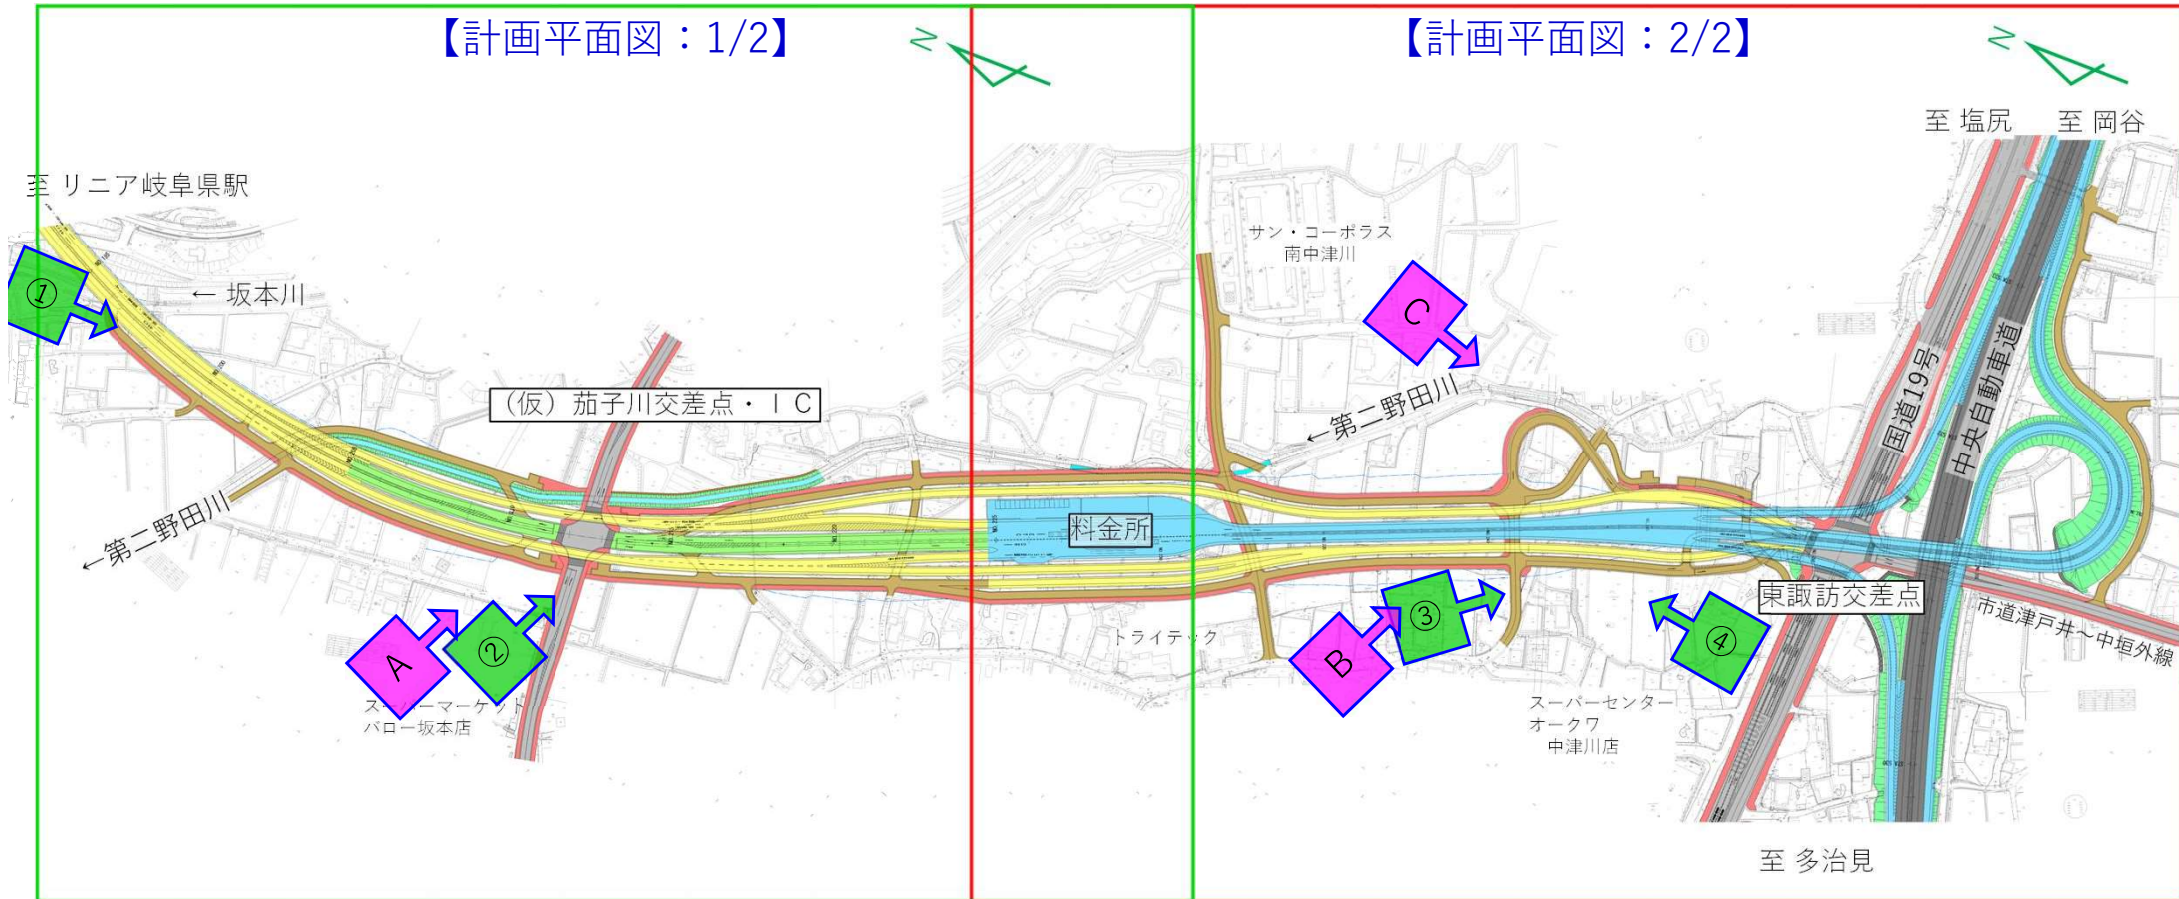 【計画平面図：1/2】
【計画平面図：2/2】
N
N
至 塩尻
至 岡谷
至 リニア岐阜県駅
①
← 坂本川
サン・コーポラス
南中津川
C
国道19号
中央自動車道
（仮）茄子川交差点・ＩＣ
←第二野田川
←第二野田川
料金所
東諏訪交差点
市道津戸井～中垣外線
A
②
トライテック
B
③
④
スーパーマーケット
バロー坂本店
スーパーセンター
オークワ
中津川店
至 多治見